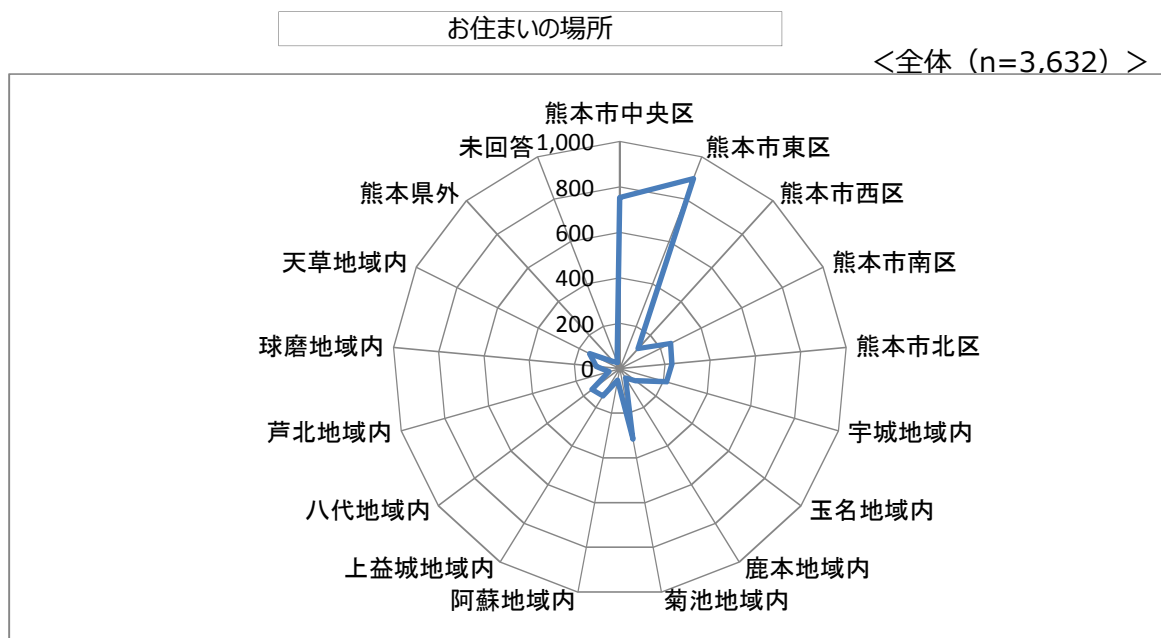 お住まいの場所
＜全体（n=3,632）＞
熊本市中央区
熊本市東区
熊本市西区
熊本市南区
熊本市北区
宇城地域内
玉名地域内
鹿本地域内
菊池地域内
阿蘇地域内
上益城地域内
八代地域内
芦北地域内
球磨地域内
天草地域内
熊本県外
未回答
1,000
800
600
400
200
0